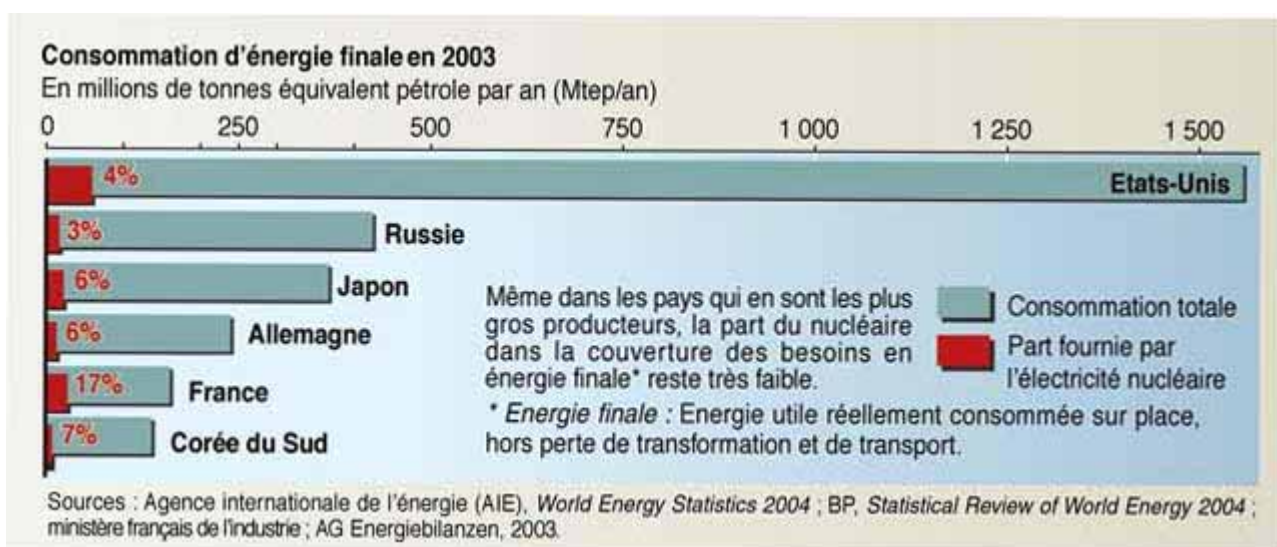 Consommation d'énergie finale en 2003
En millions de tonnes équivalent pétrole par an (Mtep/an)
0 250 500 750 1 000 1 250 1 500
4% Etats-Unis
3% Russie
6% Japon
6% Allemagne
17% France
7% Corée du Sud
Même dans les pays qui en sont les plus
gros producteurs, la part du nucléaire
dans la couverture des besoins en
énergie finale* reste très faible.
* Energie finale : Energie utile réellement consommée sur place,
hors perte de transformation et de transport.
Consommation totale
Part fournie par
l'électricité nucléaire
Sources : Agence internationale de l'énergie (AIE), World Energy Statistics 2004 ; BP, Statistical Review of World Energy 2004 ;
ministère français de l'industrie ; AG Energiebilanzen, 2003.